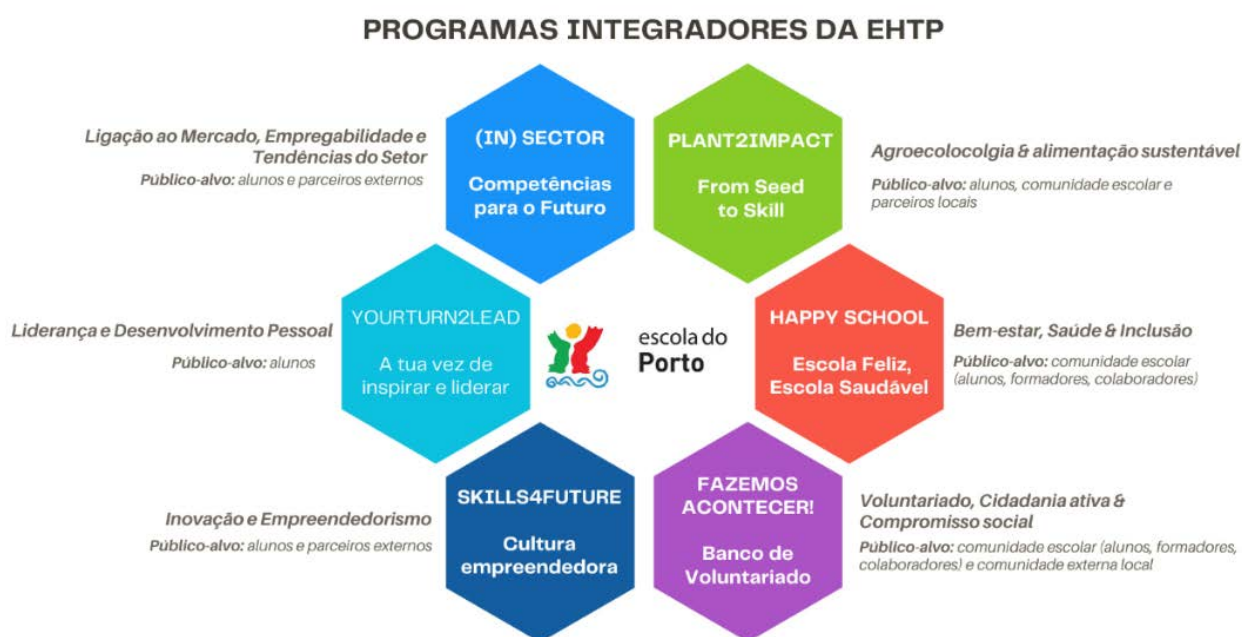 PROGRAMAS INTEGRADORES DA EHTP
Ligação ao Mercado, Empregabilidade e
Tendências do Setor
Público-alvo: alunos e parceiros externos
(IN) SECTOR
Competências
para o Futuro
PLANT2IMPACT
From Seed
to Skill
Agroecolocolgia & alimentação sustentável
Público-alvo: alunos, comunidade escolar e
parceiros locais
Liderança e Desenvolvimento Pessoal
Público-alvo: alunos
YOURTURN2LEAD
A tua vez de
inspirar e liderar
escola do
Porto
HAPPY SCHOOL
Escola Feliz,
Escola Saudável
Bem-estar, Saúde & Inclusão
Público-alvo: comunidade escolar
(alunos, formadores, colaboradores)
Inovação e Empreendedorismo
Público-alvo: alunos e parceiros externos
SKILLS4FUTURE
Cultura
empreendedora
FAZEMOS
ACONTECER!
Banco de
Voluntariado
Voluntariado, Cidadania ativa &
Compromisso social
Público-alvo: comunidade escolar (alunos, formadores,
colaboradores) e comunidade externa local